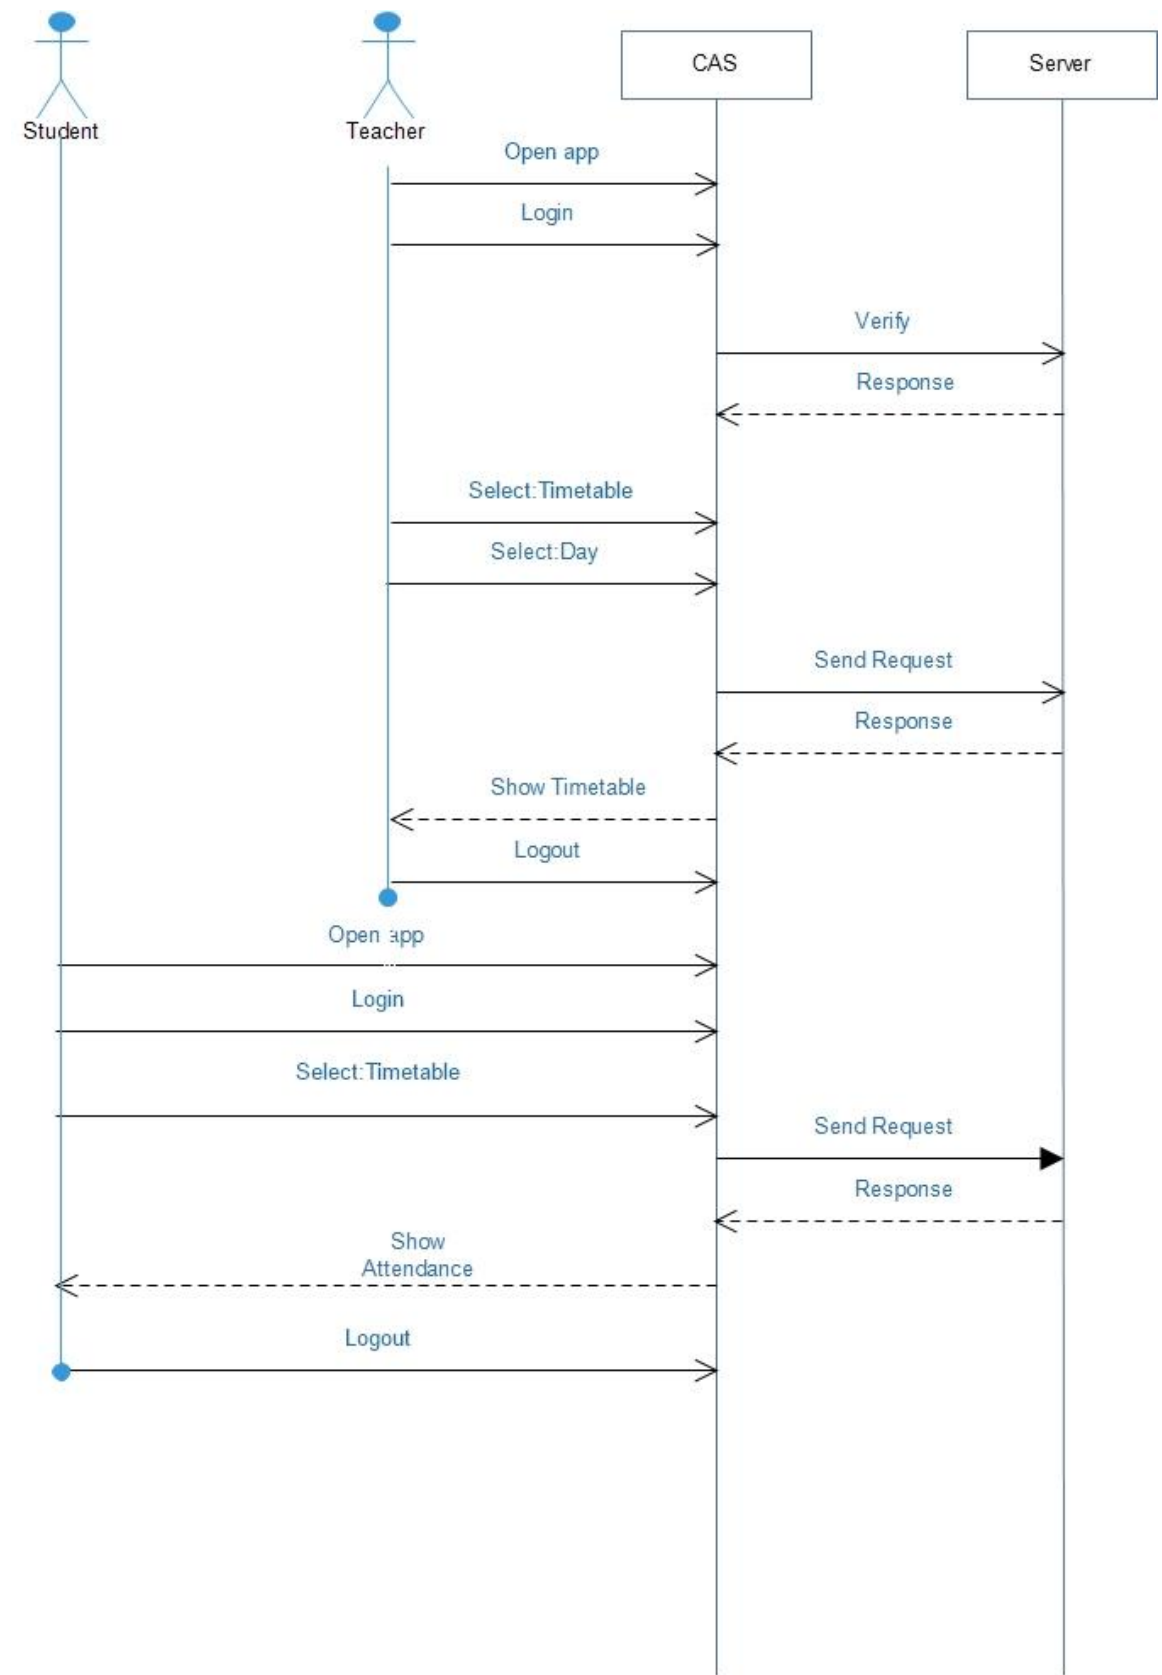 CAS
Server
Student
Teacher
Open app
Login
Verify
Response
Select:Timetable
Select:Day
Send Request
Response
Show Timetable
Logout
Open app
Login
Select:Timetable
Send Request
Response
Show
Attendance
Logout